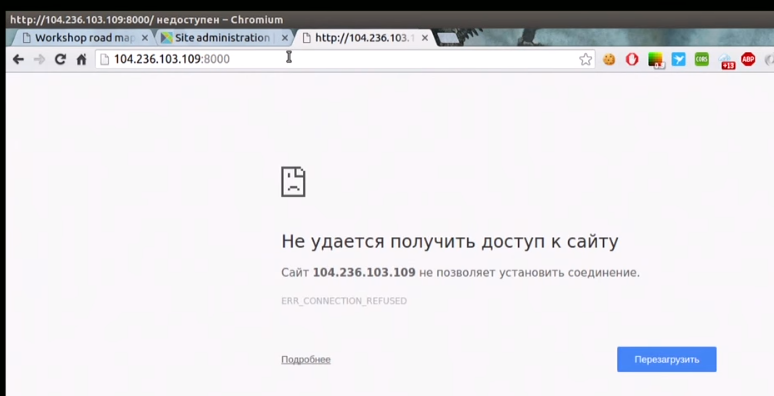 http://104.236.103.109:8000/ недоступен – Chromium
Workshop road ma
Site administration
http://104.236.103.1
104.236.103.109:8000
CORS
+13
ABP
Не удается получить доступ к сайту
Сайт 104.236.103.109 не позволяет установить соединение.
ERR_CONNECTION_REFUSED
Подробнее
Перезагрузить